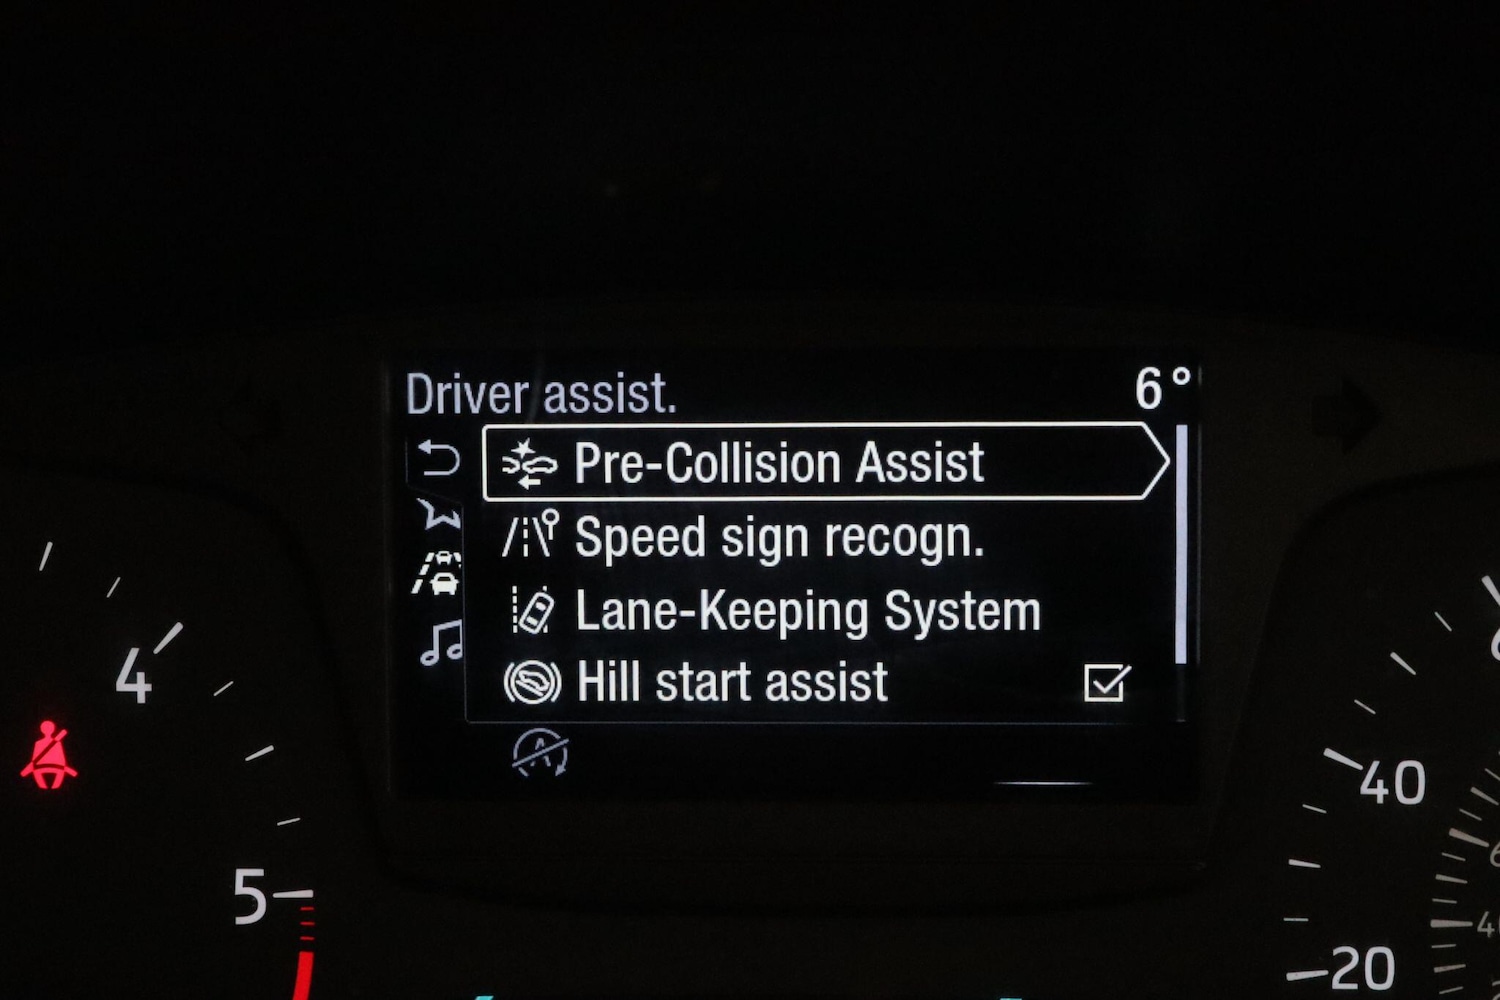 Driver assist.
6°
Pre-Collision Assist
Speed sign recogn.
Lane-Keeping System
Hill start assist
4
5
40
20